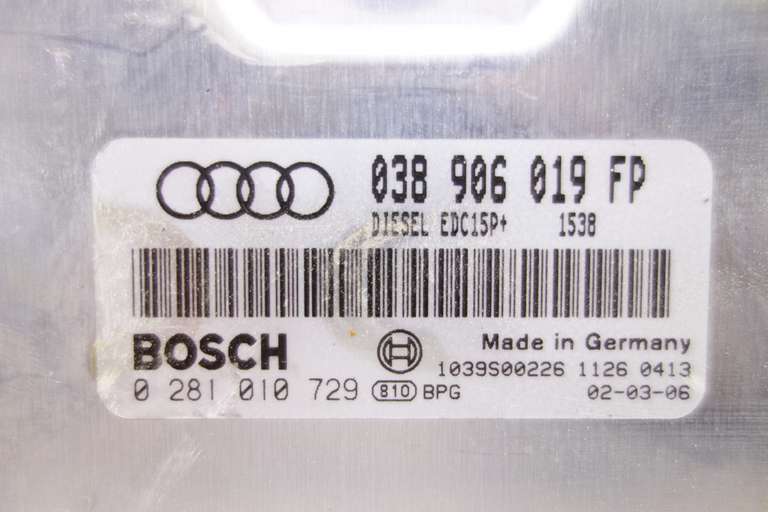 038 906 019 FP
DIESEL EDC15P+ 1538
BOSCH
Made in Germany
1039S00226 1126 0413
0 281 010 729 810 BPG 02-03-06